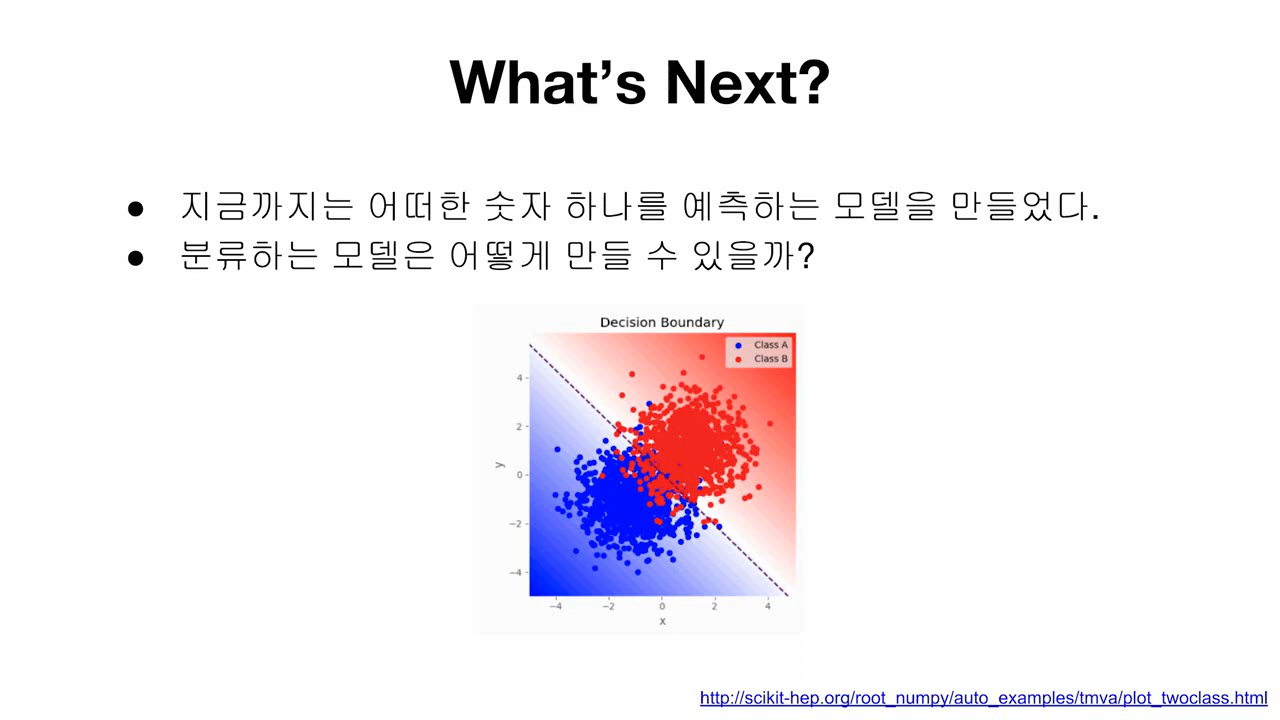 What's Next?
● 지금까지는 어떠한 숫자 하나를 예측하는 모델을 만들었다.
● 분류하는 모델은 어떻게 만들 수 있을까?
Decision Boundary
Class A
Class B
4
2
0
−2
−4
y
−4 −2 0 2 4
x
http://scikit-hep.org/root_numpy/auto_examples/tmva/plot_twoclass.html